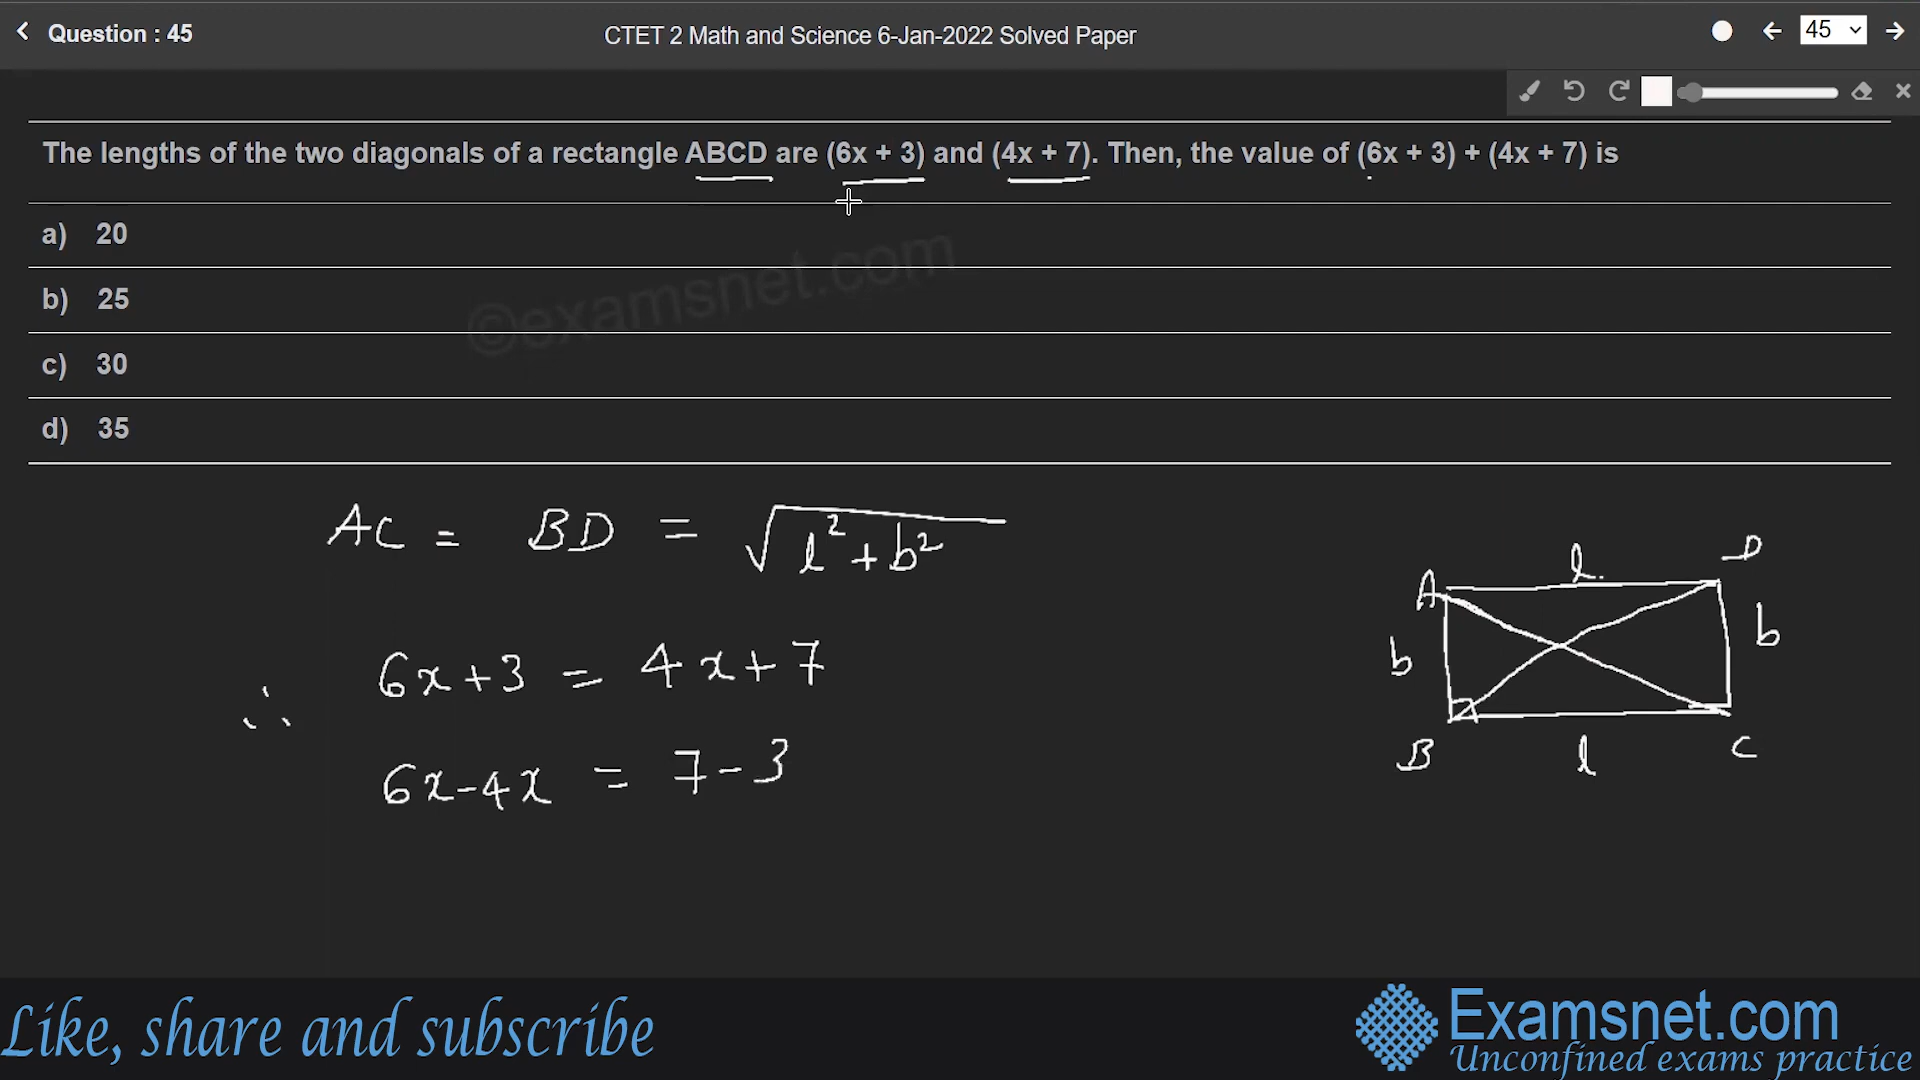 Question : 45
CTET 2 Math and Science 6-Jan-2022 Solved Paper
45
The lengths of the two diagonals of a rectangle ABCD are (6x + 3) and (4x + 7). Then, the value of (6x + 3) + (4x + 7) is
a) 20
b) 25
c) 30
d) 35
©examsnet.com
AC = BD = √l²+b²
∴ 6x+3 = 4x+7
6x-4x = 7-3
l
D
A
b
b
B
l
C
Like, share and subscribe
Examsnet.com
Unconfined exams practice